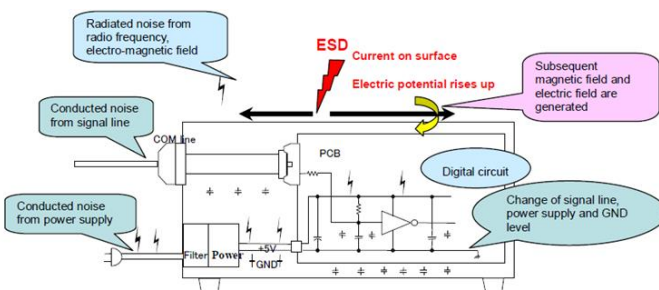 Radiated noise from
radio frequency,
electro-magnetic field
ESD
Current on surface
Electric potential rises up
Subsequent
magnetic field and
electric field are
generated
Conducted noise
from signal line
COM line
PCB
Digital circuit
Conducted noise
from power supply
Change of signal line,
power supply and GND
level
Filter
Power
+5V
GND